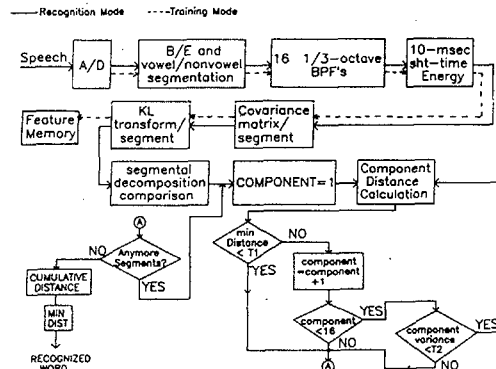 Recognition Mode
Training Mode
Speech
A/D
B/E and
vowel/nonvowel
segmentation
16 1/3-octave
BPF's
10-msec
sht-time
Energy
Feature
Memory
KL
transform/
segment
Covariance
matrix/
segment
segmental
decomposition
comparison
COMPONENT=1
Component
Distance
Calculation
A
NO
Anymore
Segments?
YES
CUMULATIVE
DISTANCE
MIN
DIST
RECOGNIZED
WORD
min
Distance
< T1
NO
YES
component
=component
+1
component
<16
YES
NO
component
variance
<T2
YES
NO
A